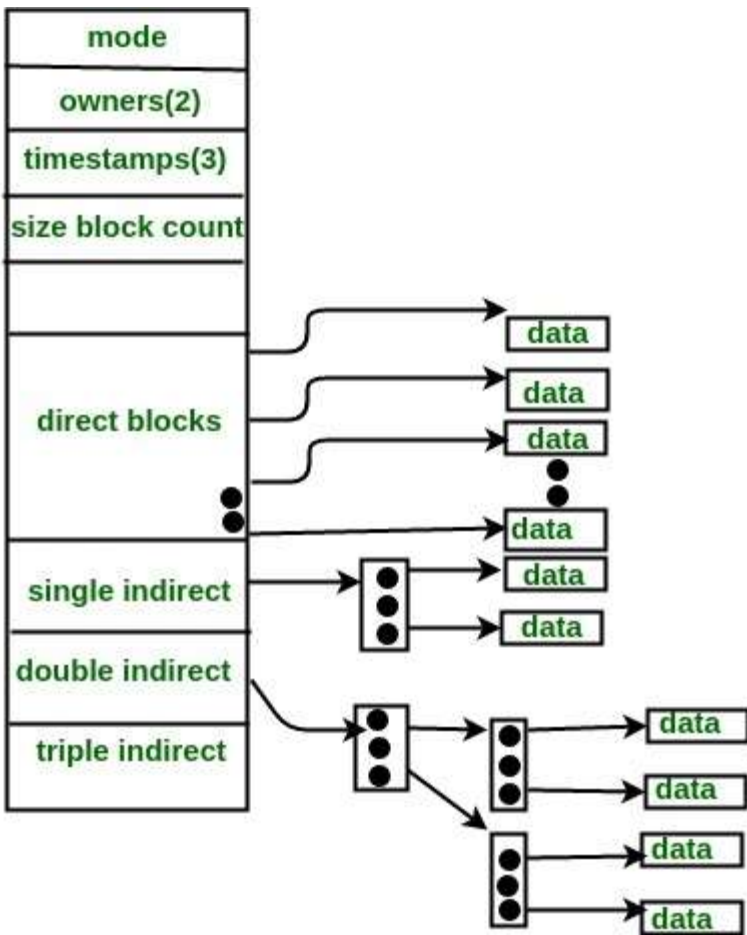 mode
owners(2)
timestamps(3)
size block count
data
direct blocks
data
data
data
single indirect
data
data
double indirect
triple indirect
data
data
data
data